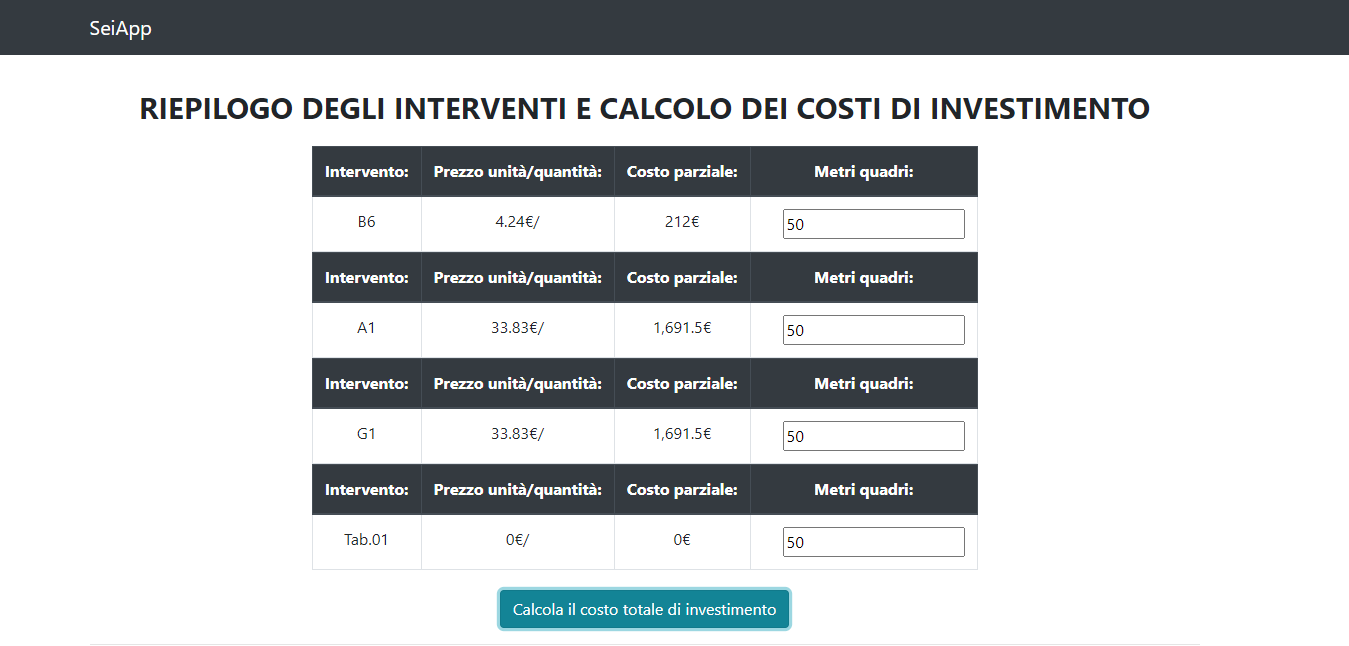 SeiApp
RIEPILOGO DEGLI INTERVENTI E CALCOLO DEI COSTI DI INVESTIMENTO
Intervento: Prezzo unità/quantità: Costo parziale: Metri quadri:
B6 4.24€/ 212€ 50
Intervento: Prezzo unità/quantità: Costo parziale: Metri quadri:
A1 33.83€/ 1,691.5€ 50
Intervento: Prezzo unità/quantità: Costo parziale: Metri quadri:
G1 33.83€/ 1,691.5€ 50
Intervento: Prezzo unità/quantità: Costo parziale: Metri quadri:
Tab.01 0€/ 0€ 50
Calcola il costo totale di investimento